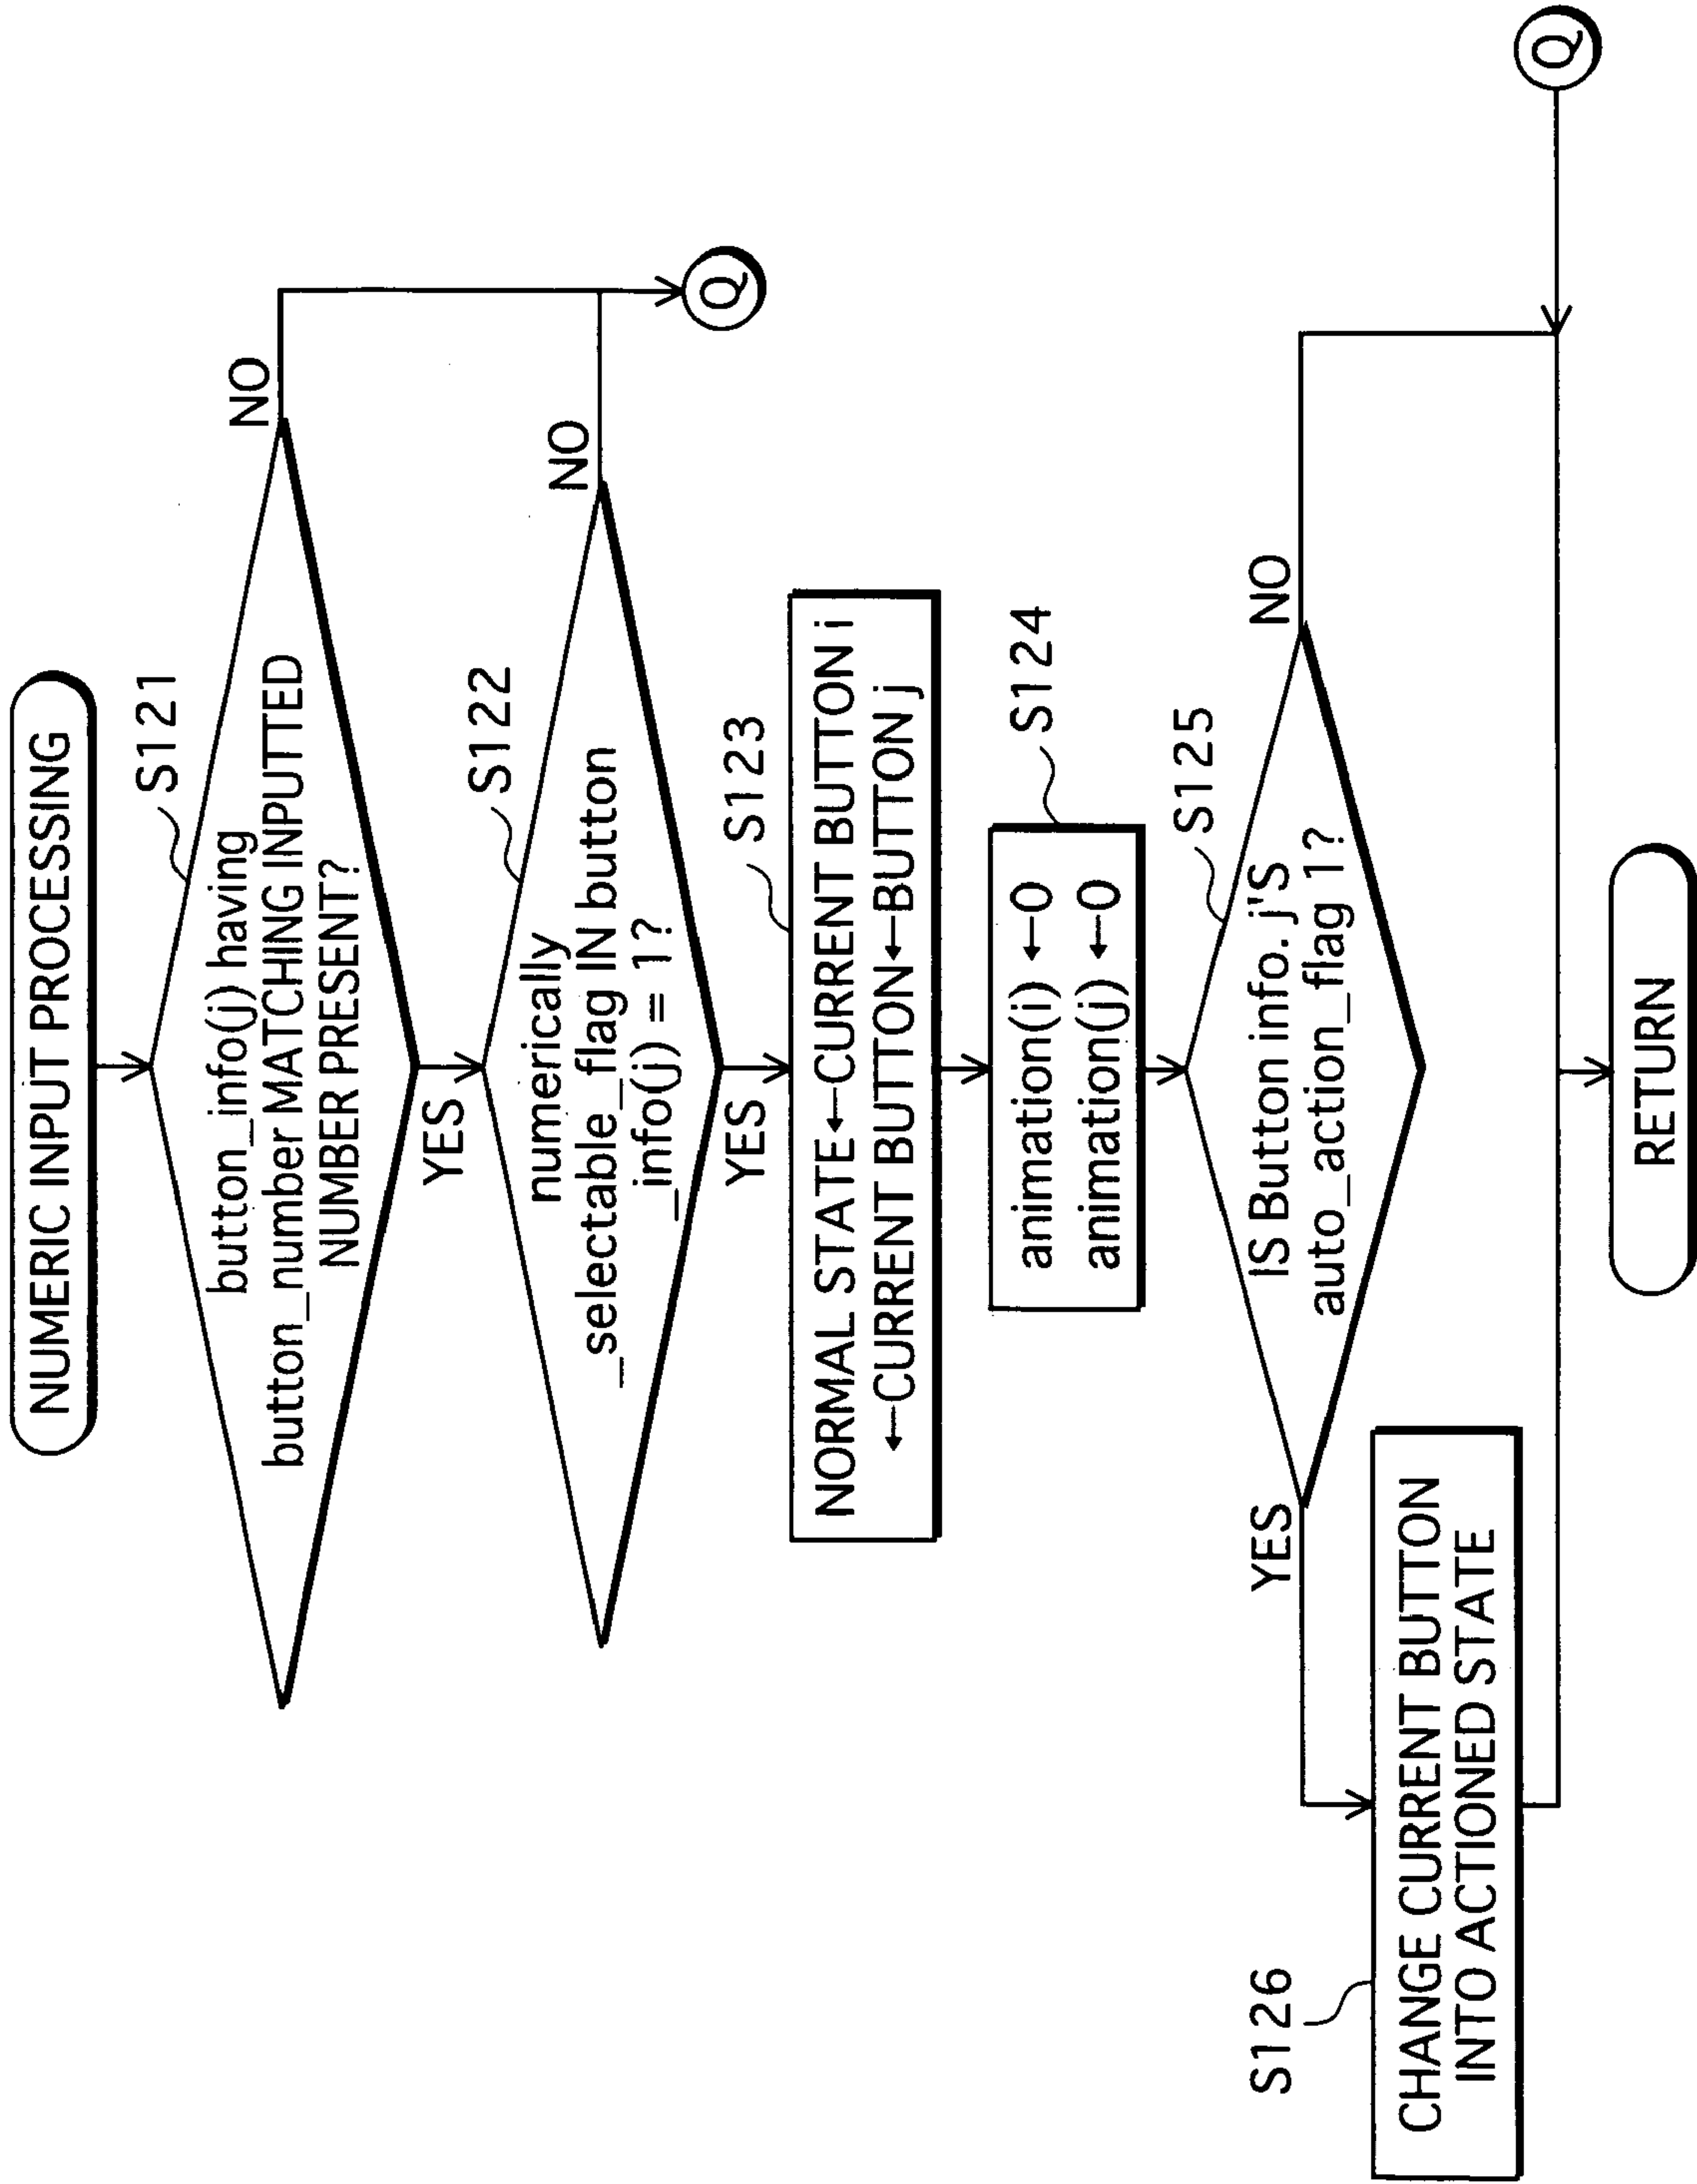 NUMERIC INPUT PROCESSING
S121
button_info(j) having
button_number MATCHING INPUTTED
NUMBER PRESENT?
NO
YES
S122
numerically
_selectable_flag IN button
_info(j) = 1?
NO
YES
Q
S123
NORMAL STATE←CURRENT BUTTON i
←CURRENT BUTTON←BUTTON j
S124
animation(i) ←0
animation(j) ←0
S125
IS Button info. j'S
auto_action_flag 1?
YES
NO
S126
CHANGE CURRENT BUTTON
INTO ACTIONED STATE
Q
RETURN